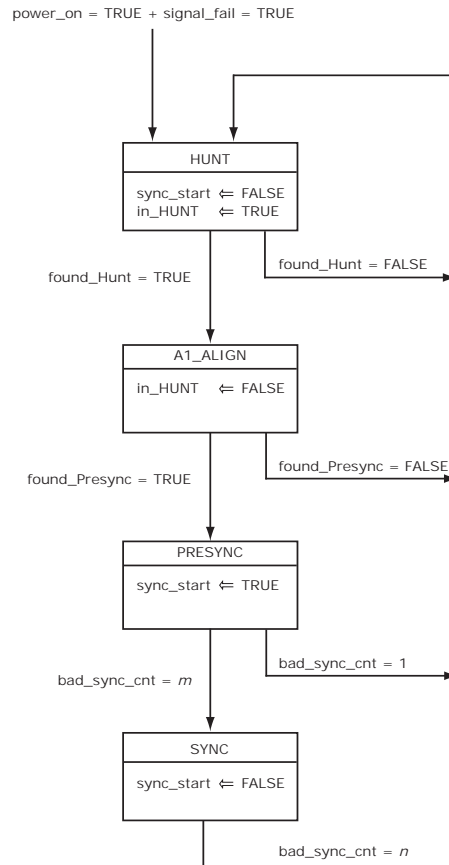 power_on = TRUE + signal_fail = TRUE
HUNT
sync_start ⇐ FALSE
in_HUNT ⇐ TRUE
found_Hunt = TRUE
found_Hunt = FALSE
A1_ALIGN
in_HUNT ⇐ FALSE
found_Presync = TRUE
found_Presync = FALSE
PRESYNC
sync_start ⇐ TRUE
bad_sync_cnt = m
bad_sync_cnt = 1
SYNC
sync_start ⇐ FALSE
bad_sync_cnt = n